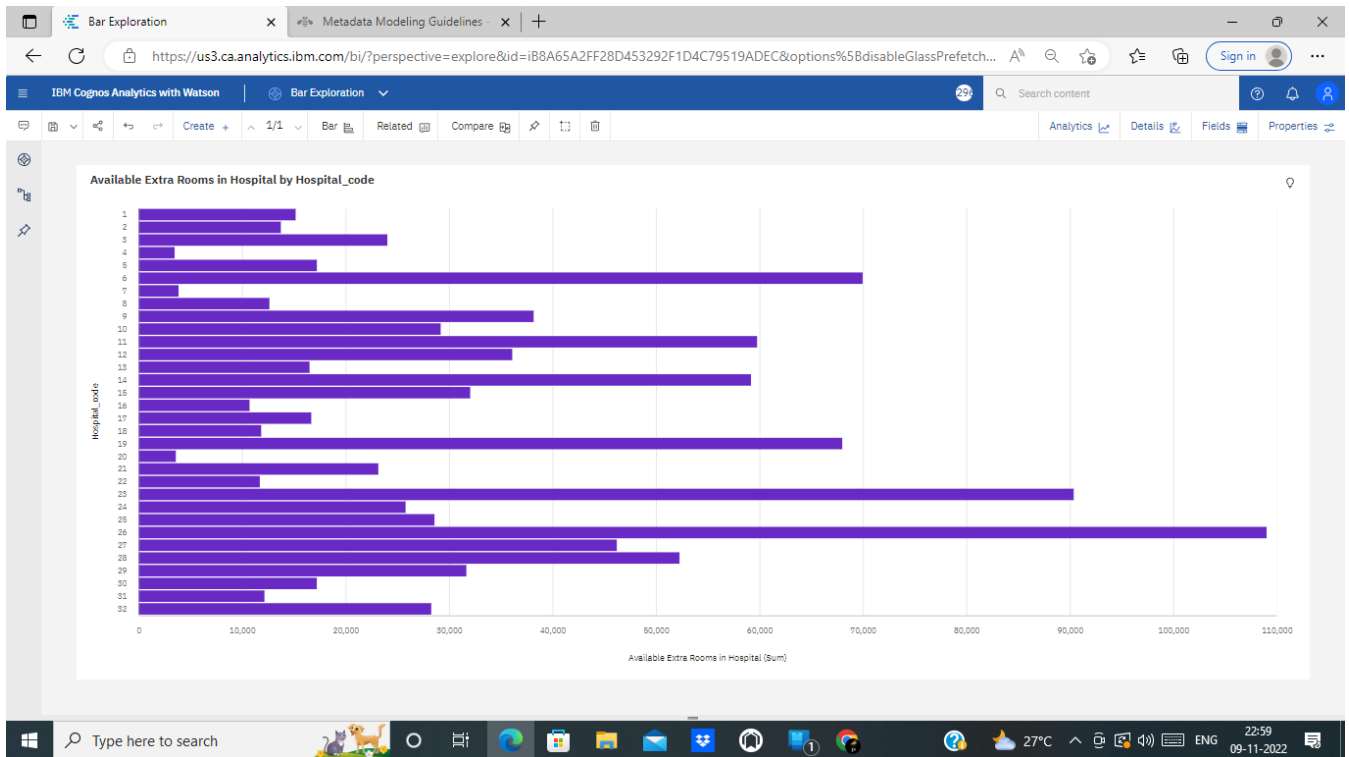 Bar Exploration
Metadata Modeling Guidelines -
https://us3.ca.analytics.ibm.com/bi/?perspective=explore&id=iB8A65A2FF28D453292F1D4C79519ADEC&options%5BdisableGlassPrefetch...
Sign in
IBM Cognos Analytics with Watson
Bar Exploration
Search content
Create +
1/1
Bar
Related
Compare
Analytics
Details
Fields
Properties
Available Extra Rooms in Hospital by Hospital_code
Hospital_code
1
2
3
4
5
6
7
8
9
10
11
12
13
14
15
16
17
18
19
20
21
22
23
24
25
26
27
28
29
30
31
32
0 10,000 20,000 30,000 40,000 50,000 60,000 70,000 80,000 90,000 100,000 110,000
Available Extra Rooms in Hospital (Sum)
Type here to search
1
27°C
ENG
22:59
09-11-2022